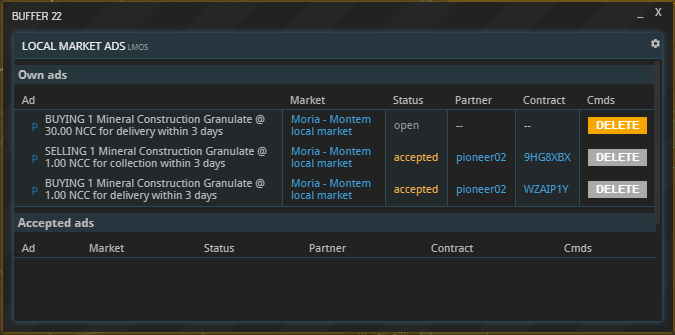 BUFFER 22
_ X
LOCAL MARKET ADS LMOS
Own ads
Ad Market Status Partner Contract Cmds
P BUYING 1 Mineral Construction Granulate @ Moria - Montem open -- -- DELETE
30.00 NCC for delivery within 3 days local market
P SELLING 1 Mineral Construction Granulate @ Moria - Montem accepted pioneer02 9HG8XBX DELETE
1.00 NCC for collection within 3 days local market
P BUYING 1 Mineral Construction Granulate @ Moria - Montem accepted pioneer02 WZAIP1Y DELETE
1.00 NCC for delivery within 3 days local market
Accepted ads
Ad Market Status Partner Contract Cmds